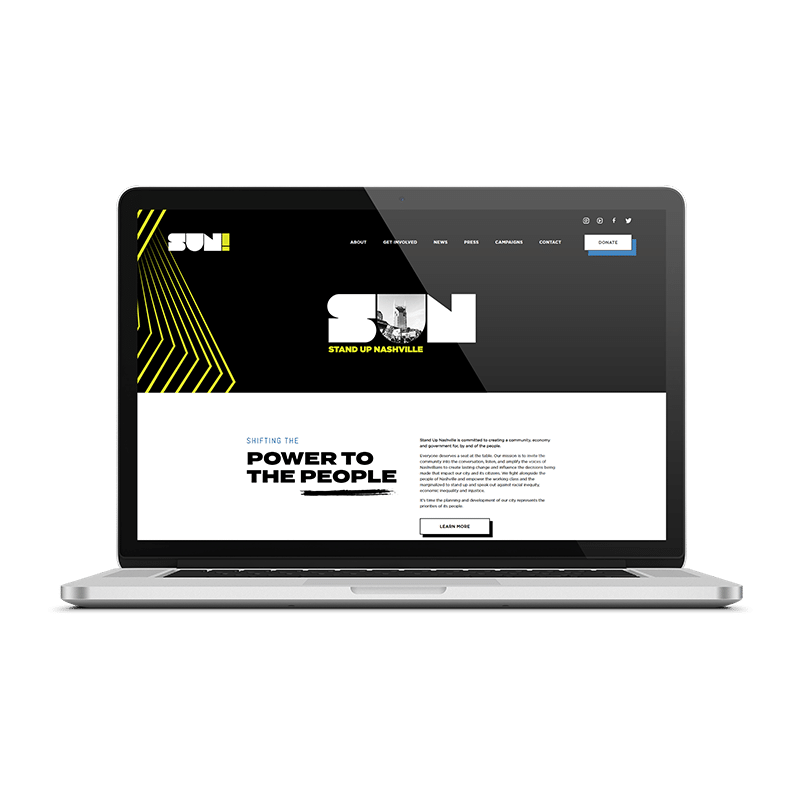 SUN!
ABOUT GET INVOLVED NEWS PRESS CAMPAIGNS CONTACT DONATE
SUN
STAND UP NASHVILLE
SHIFTING THE
POWER TO
THE PEOPLE
Stand Up Nashville is committed to creating a community, economy
and government for, by and of the people.
Everyone deserves a seat at the table. Our mission is to invite the
community into the conversation, listen, and amplify the voices of
Nashvillians to create lasting change and influence the decisions being
made that impact our city and its citizens. We fight alongside the
people of Nashville and empower the working class and the
marginalized to stand up and speak out against racial inequity,
economic inequality and injustice.
It's time the planning and development of our city represents the
priorities of its people.
LEARN MORE